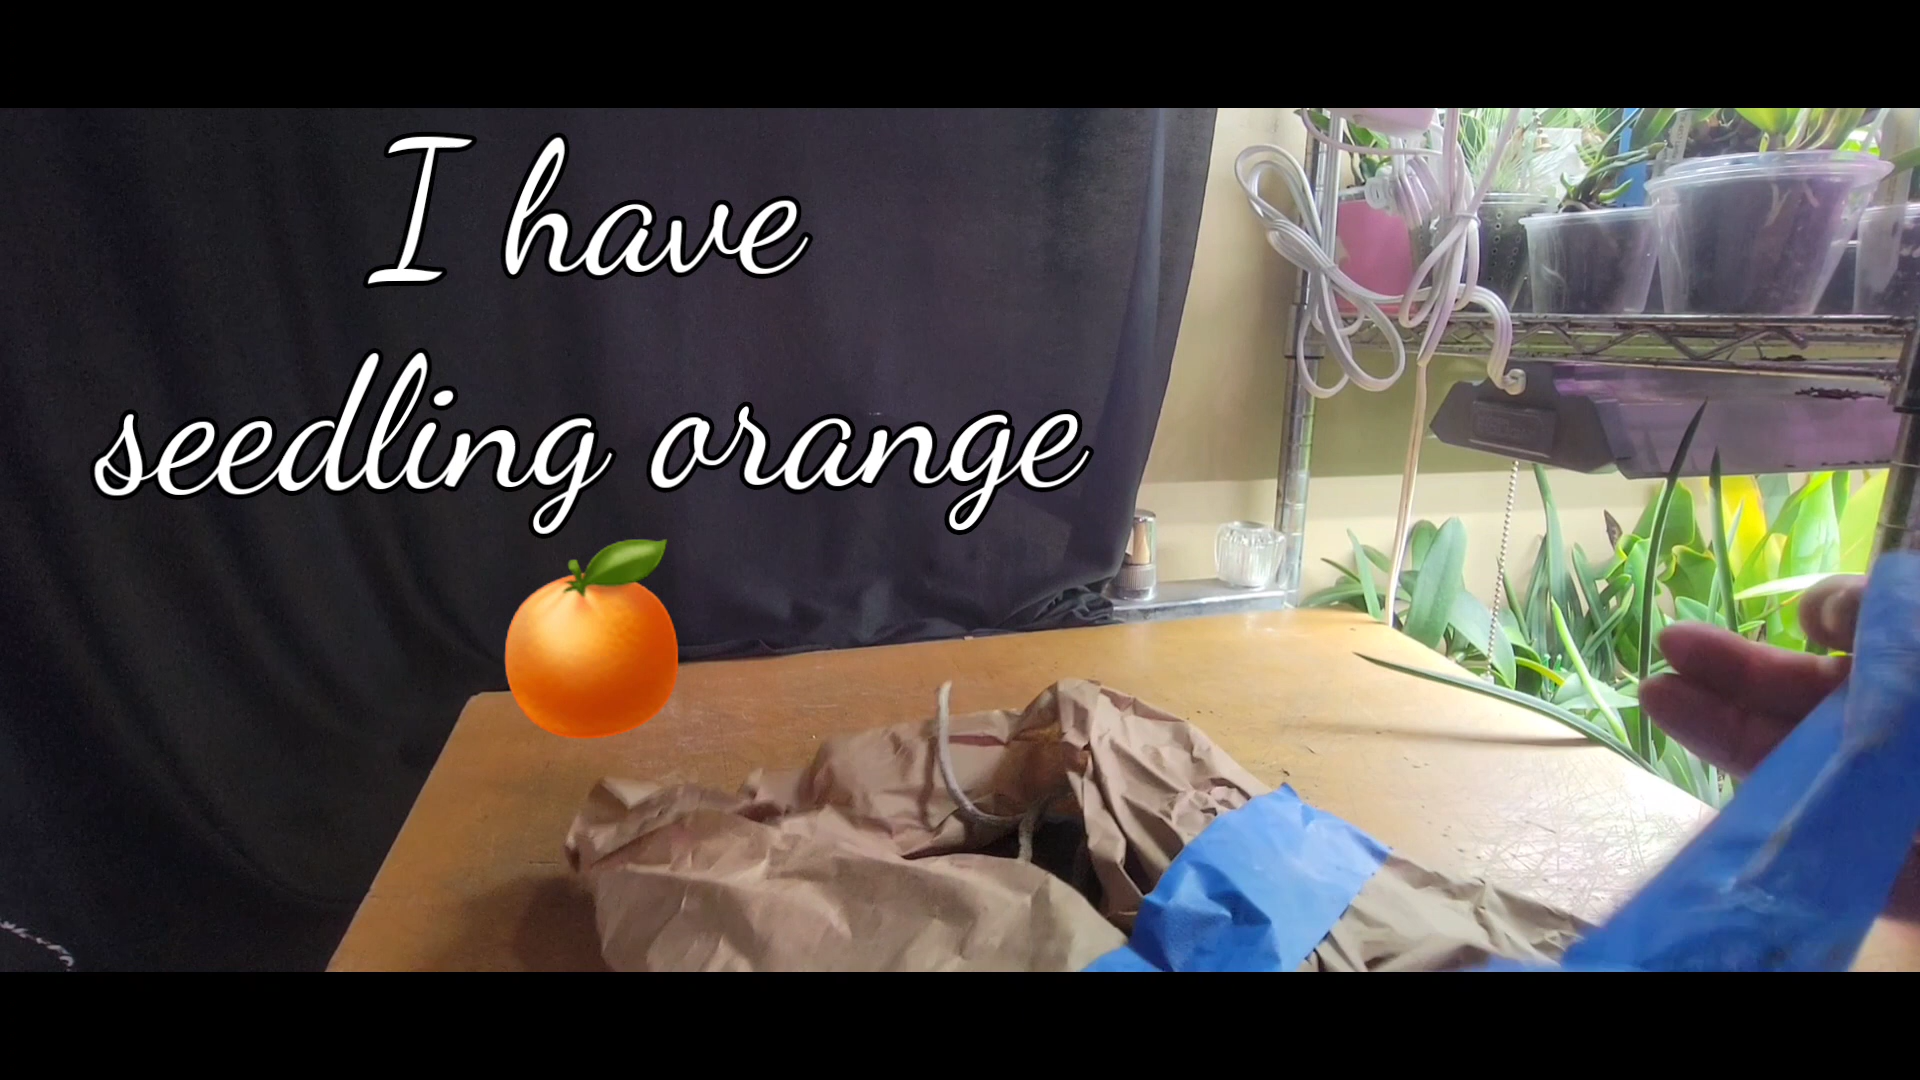 I have
seedling orange
🍊